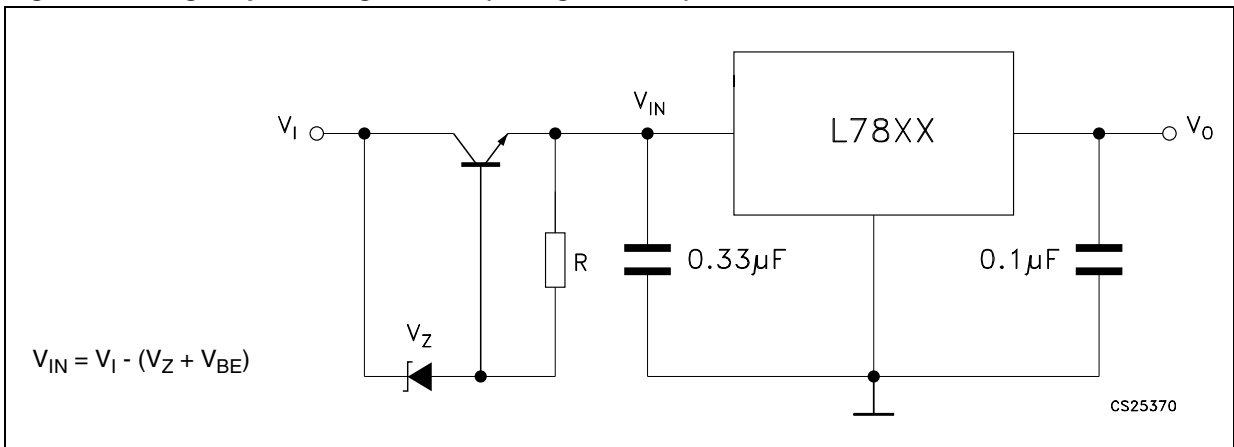 V_IN
V_I
L78XX
V_O
R
0.33µF
0.1µF
V_Z
V_IN = V_I - (V_Z + V_BE)
CS25370